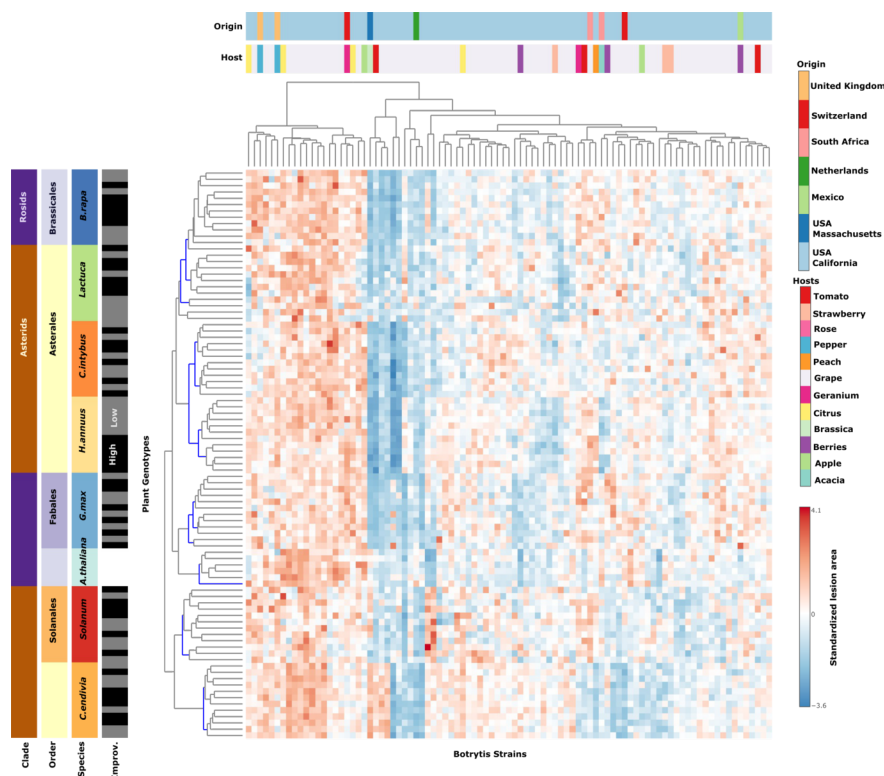 Origin
Host
Origin
United Kingdom
Switzerland
South Africa
Netherlands
Mexico
USA
Massachusetts
USA
California
Hosts
Tomato
Strawberry
Rose
Pepper
Peach
Grape
Geranium
Citrus
Brassica
Berries
Apple
Acacia
4.1
0
−3.6
Standardized lesion area
Rosids
Brassicales
B.rapa
Asterids
Asterales
Lactuca
C.intybus
H.annuus
Low
High
Fabales
G.max
A.thaliana
Solanales
Solanum
C.endivia
Plant Genotypes
Clade
Order
Species
Improv.
Botrytis Strains